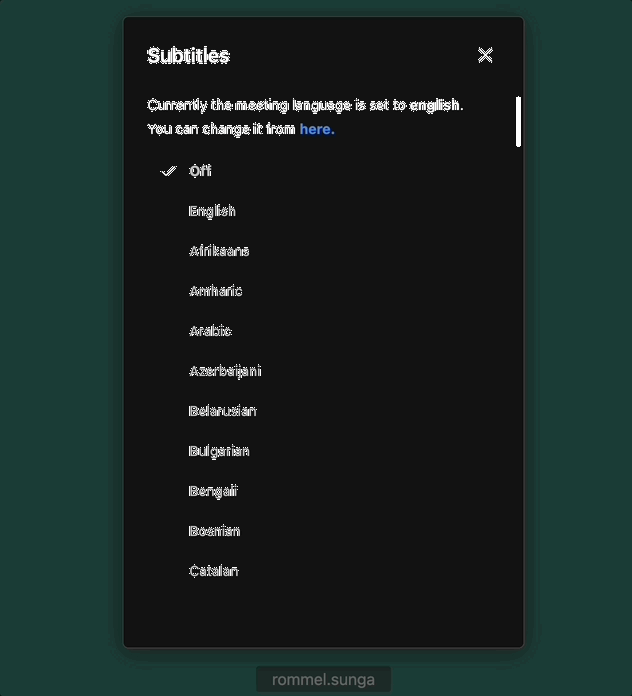 Subtitles
Currently the meeting language is set to english.
You can change it from here.
Off
English
Afrikaans
Amharic
Arabic
Azerbaijani
Belarusian
Bulgarian
Bengali
Bosnian
Catalan
rommel.sunga